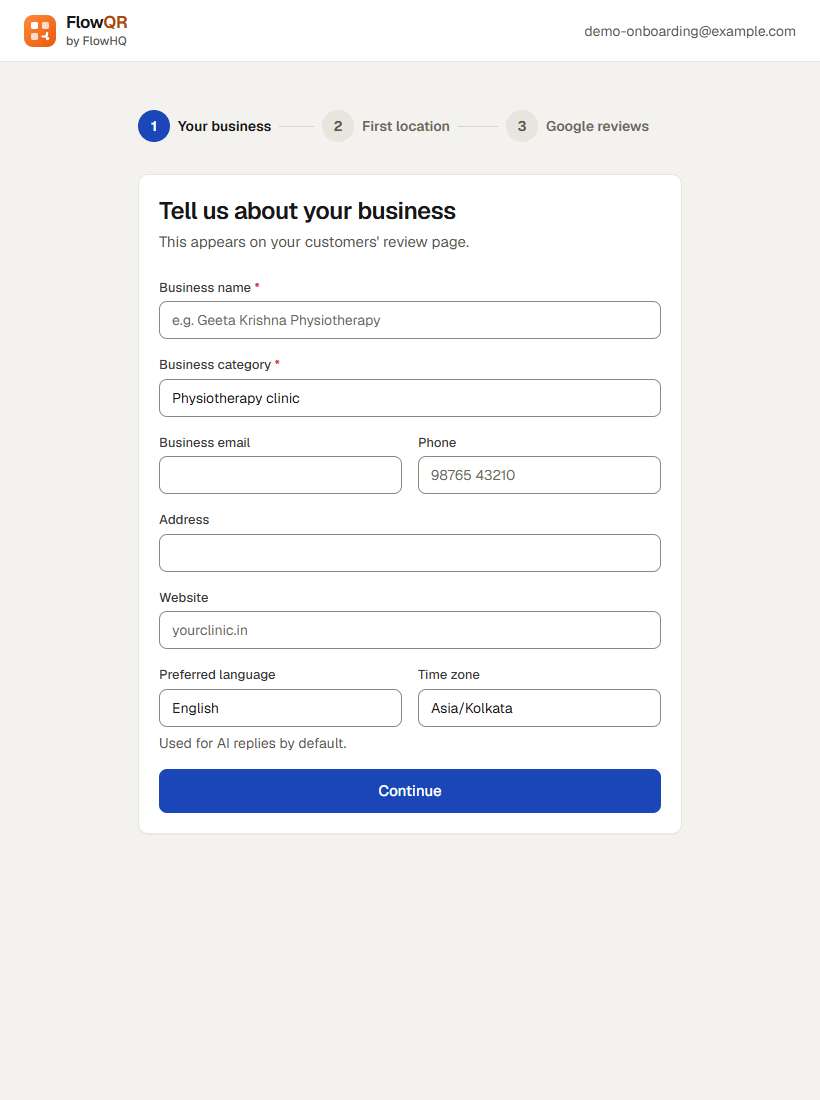 FlowQR
by FlowHQ
demo-onboarding@example.com
1 Your business
2 First location
3 Google reviews
Tell us about your business
This appears on your customers' review page.
Business name *
e.g. Geeta Krishna Physiotherapy
Business category *
Physiotherapy clinic
Business email
Phone
98765 43210
Address
Website
yourclinic.in
Preferred language
English
Used for AI replies by default.
Time zone
Asia/Kolkata
Continue